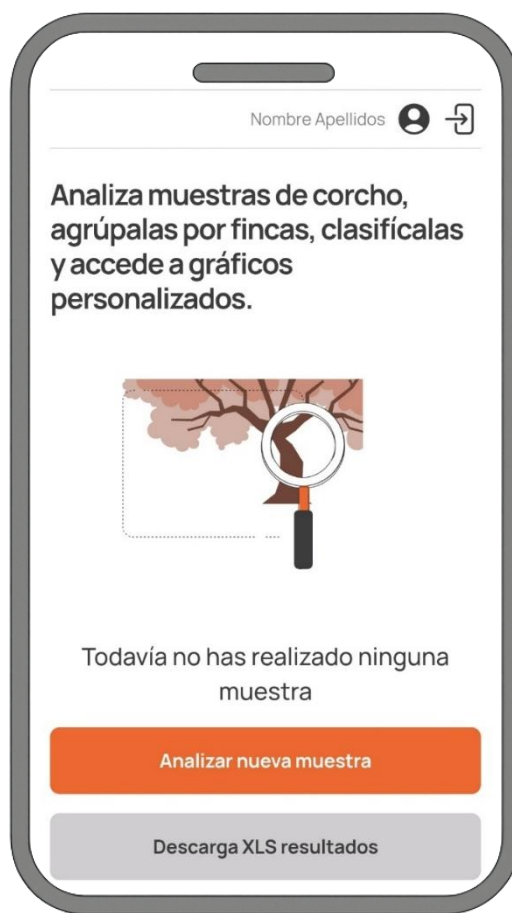 Nombre Apellidos
Analiza muestras de corcho,
agrúpalas por fincas, clasifícalas
y accede a gráficos
personalizados.
Todavía no has realizado ninguna
muestra
Analizar nueva muestra
Descarga XLS resultados